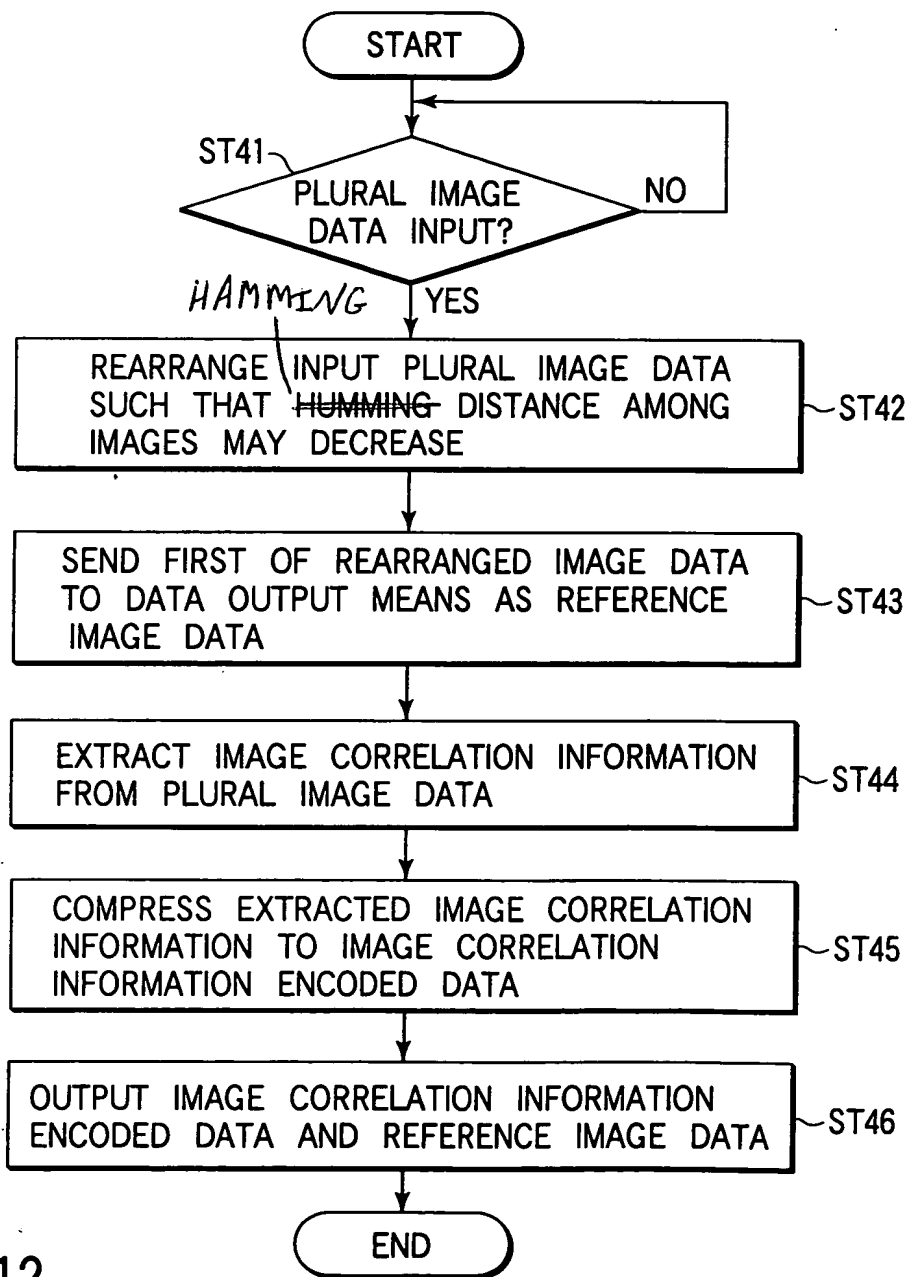 START
ST41
PLURAL IMAGE
DATA INPUT?
NO
HAMMING
YES
REARRANGE INPUT PLURAL IMAGE DATA
SUCH THAT HUMMING DISTANCE AMONG
IMAGES MAY DECREASE
ST42
SEND FIRST OF REARRANGED IMAGE DATA
TO DATA OUTPUT MEANS AS REFERENCE
IMAGE DATA
ST43
EXTRACT IMAGE CORRELATION INFORMATION
FROM PLURAL IMAGE DATA
ST44
COMPRESS EXTRACTED IMAGE CORRELATION
INFORMATION TO IMAGE CORRELATION
INFORMATION ENCODED DATA
ST45
OUTPUT IMAGE CORRELATION INFORMATION
ENCODED DATA AND REFERENCE IMAGE DATA
ST46
END
12